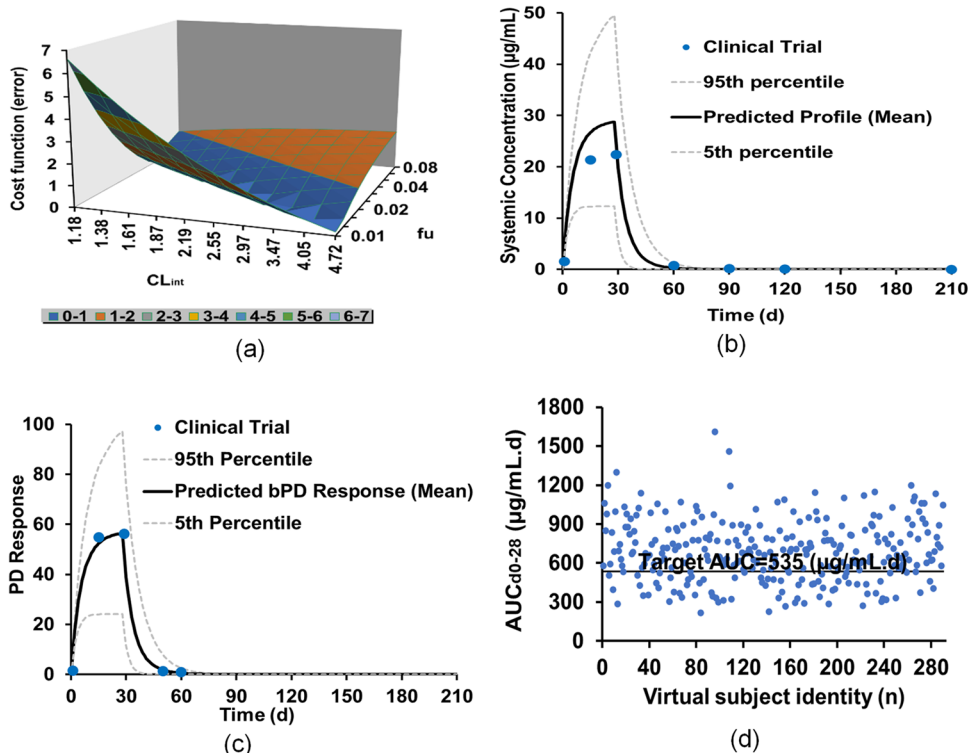 7
6
5
4
3
2
1
0
Cost function (error)
1.18
1.38
1.61
1.87
2.19
2.55
2.97
3.47
4.05
4.72
CLint
0.01
0.02
0.04
0.08
fu
0-1 1-2 2-3 3-4 4-5 5-6 6-7
(a)
50
40
30
20
10
0
Systemic Concentration (µg/mL)
Clinical Trial
95th percentile
Predicted Profile (Mean)
5th percentile
0 30 60 90 120 150 180 210
Time (d)
(b)
100
80
60
40
20
0
PD Response
Clinical Trial
95th Percentile
Predicted bPD Response (Mean)
5th Percentile
0 30 60 90 120 150 180 210
Time (d)
(c)
1800
1500
1200
900
600
300
0
AUCd0-28 (µg/mL.d)
Target AUC=535 (µg/mL.d)
0 40 80 120 160 200 240 280
Virtual subject identity (n)
(d)